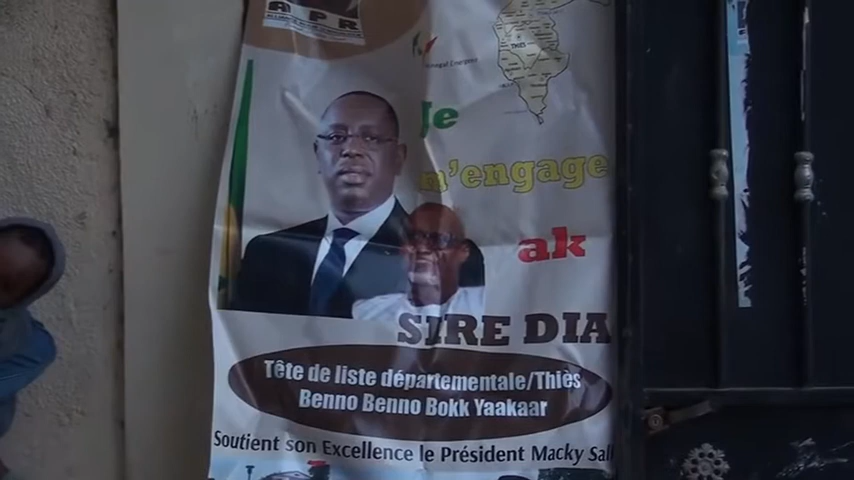 APR
THIES
Je
m'engage
ak
SIRE DIA
Tête de liste départementale/Thiès
Benno Benno Bokk Yaakaar
Soutient son Excellence le Président Macky Sall